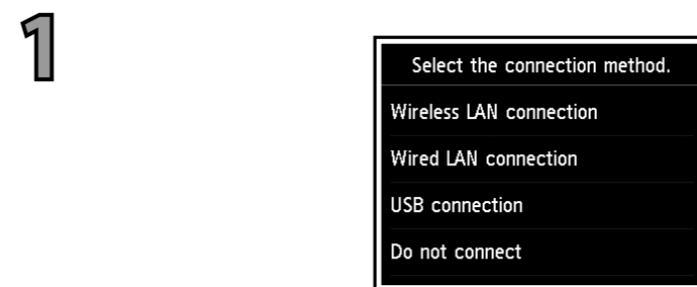 1
Select the connection method.
Wireless LAN connection
Wired LAN connection
USB connection
Do not connect